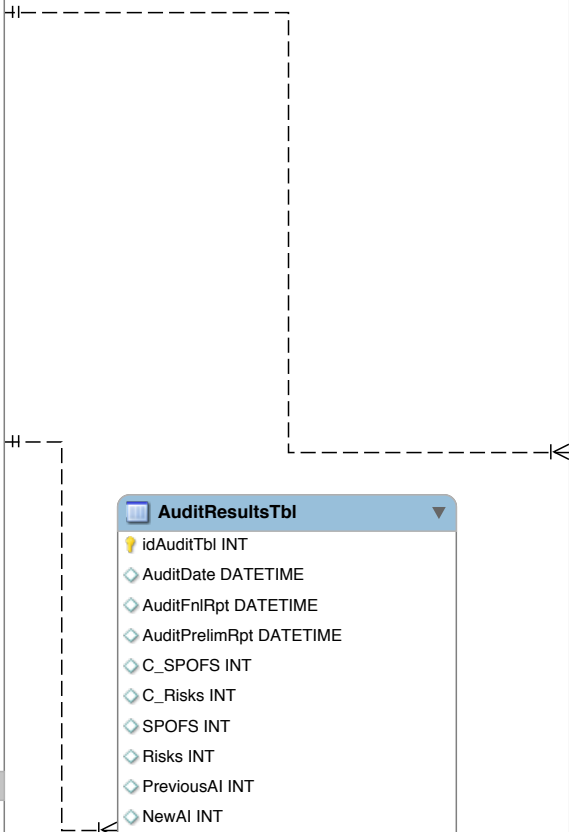 AuditResultsTbl
idAuditTbl INT
AuditDate DATETIME
AuditFnlRpt DATETIME
AuditPrelimRpt DATETIME
C_SPOFS INT
C_Risks INT
SPOFS INT
Risks INT
PreviousAI INT
NewAI INT